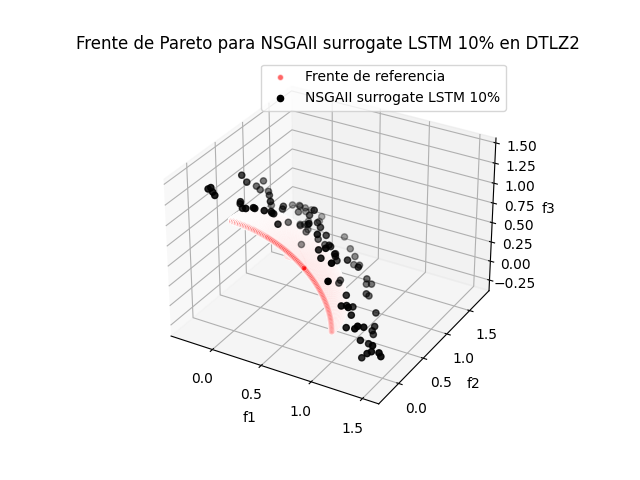 Frente de Pareto para NSGAII surrogate LSTM 10% en DTLZ2
Frente de referencia
NSGAII surrogate LSTM 10%
1.50
1.25
1.00
0.75
0.50
0.25
0.00
−0.25
f3
1.5
1.0
0.5
0.0
f2
0.0
0.5
1.0
1.5
f1